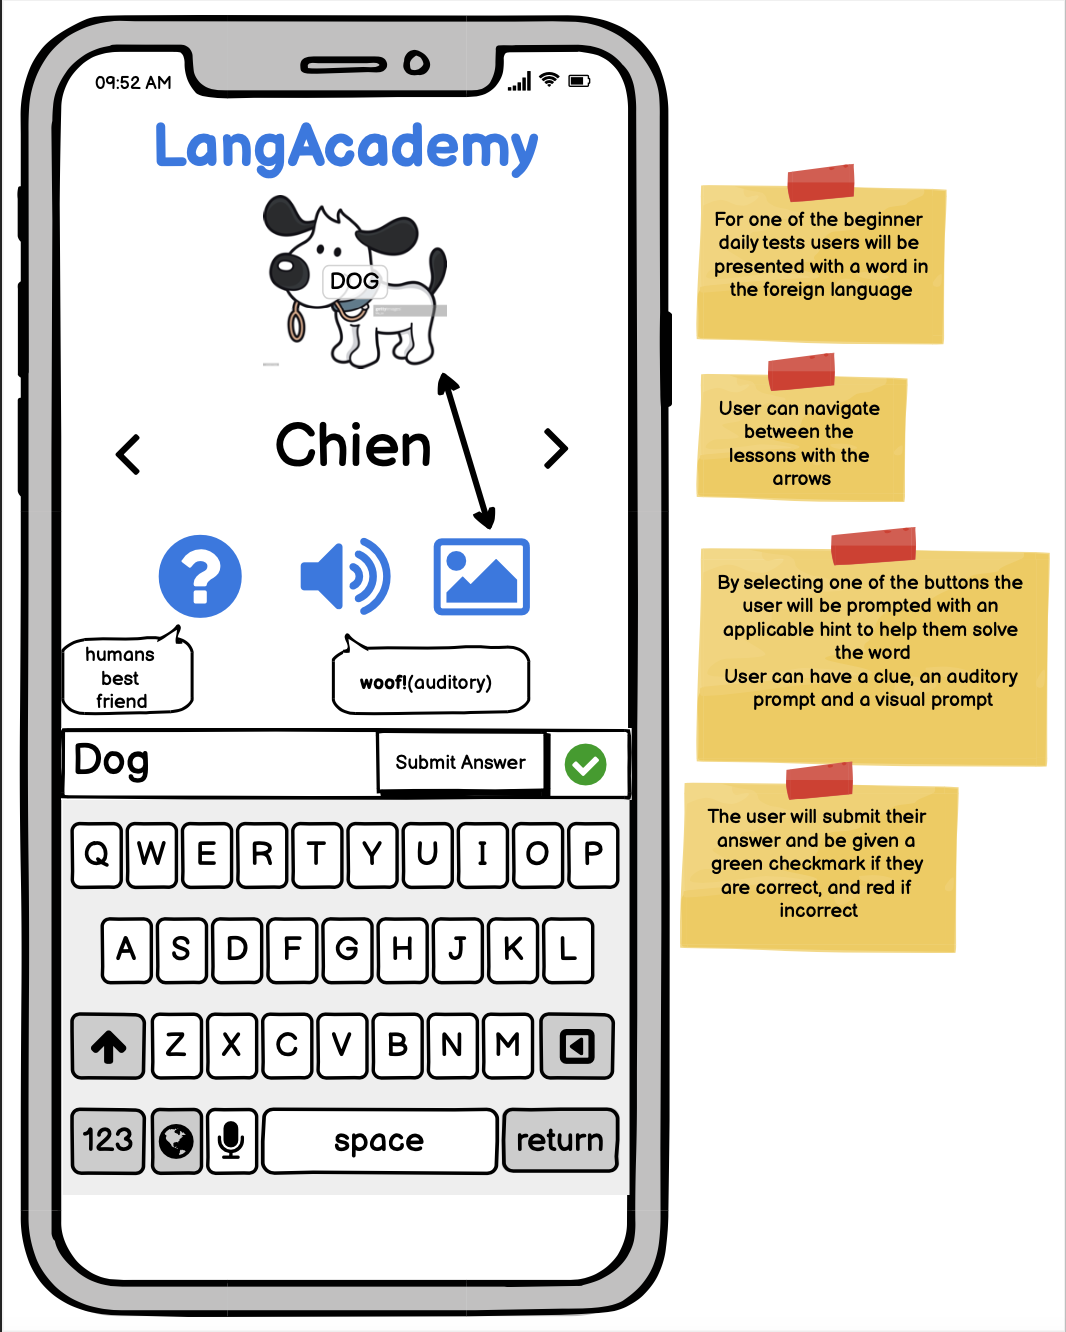 09:52 AM
LangAcademy
DOG
Chien
humans
best
friend
woof!(auditory)
Dog
Submit Answer
Q W E R T Y U I O P
A S D F G H J K L
Z X C V B N M
123
space
return
For one of the beginner
daily tests users will be
presented with a word in
the foreign language
User can navigate
between the
lessons with the
arrows
By selecting one of the buttons the
user will be prompted with an
applicable hint to help them solve
the word
User can have a clue, an auditory
prompt and a visual prompt
The user will submit their
answer and be given a
green checkmark if they
are correct, and red if
incorrect